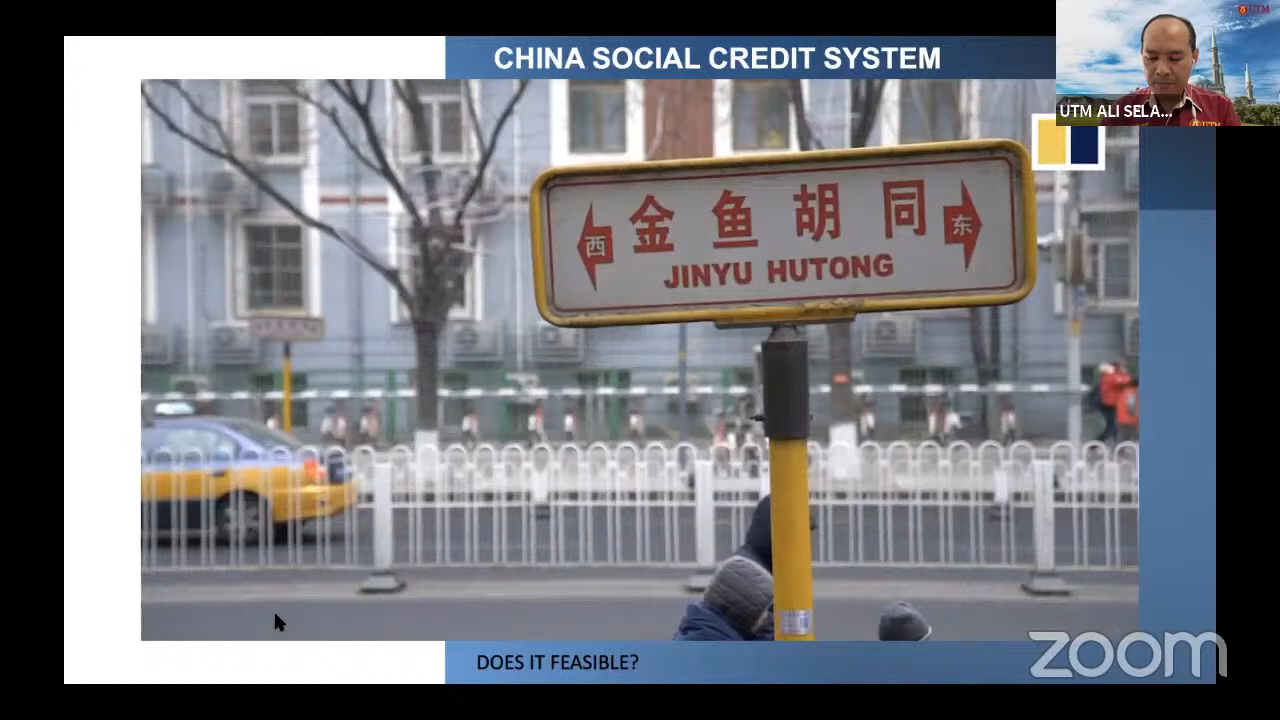 CHINA SOCIAL CREDIT SYSTEM
UTM
UTM ALI SELA...
西 金鱼胡同 东
JINYU HUTONG
DOES IT FEASIBLE?
zoom